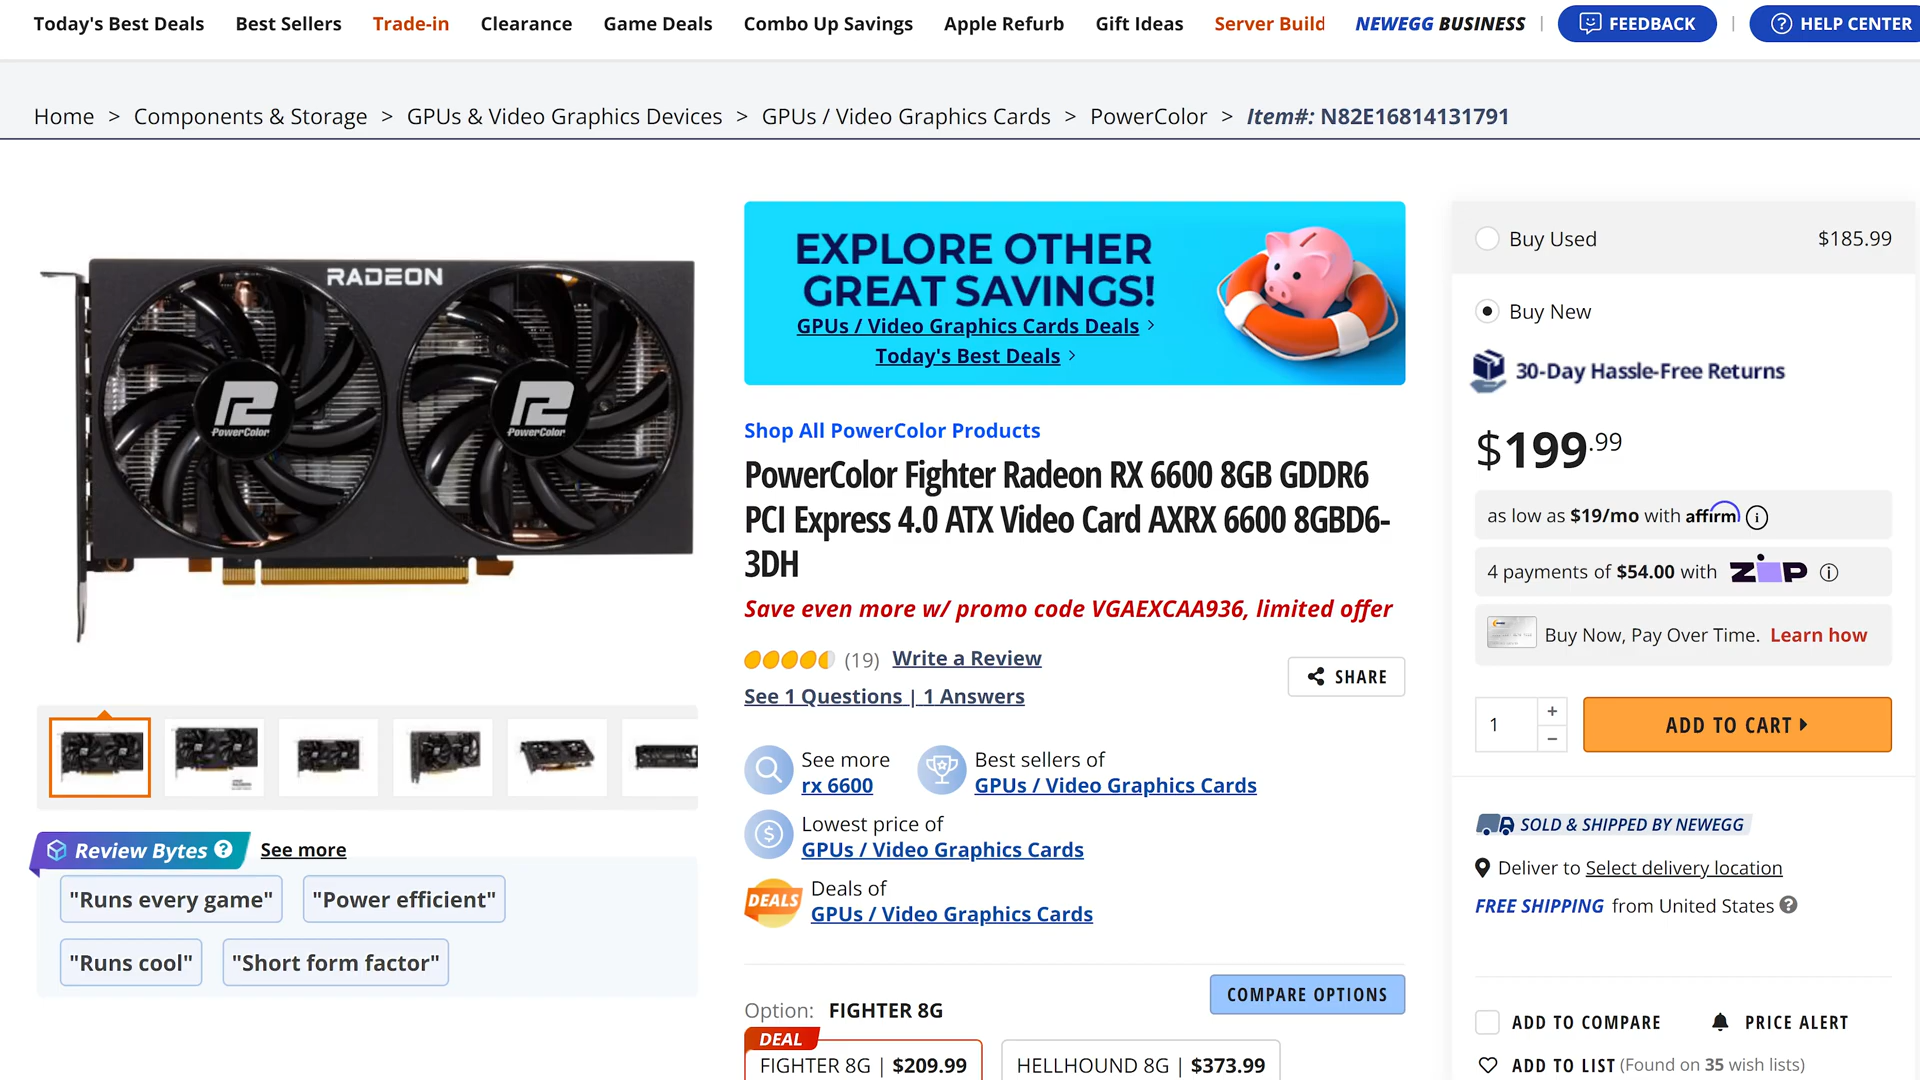 Today's Best Deals
Best Sellers
Trade-in
Clearance
Game Deals
Combo Up Savings
Apple Refurb
Gift Ideas
Server Build
NEWEGG BUSINESS
FEEDBACK
HELP CENTER
Home > Components & Storage > GPUs & Video Graphics Devices > GPUs / Video Graphics Cards > PowerColor > Item#: N82E16814131791
RADEON
PowerColor
PowerColor
Review Bytes ?
See more
"Runs every game"
"Power efficient"
"Runs cool"
"Short form factor"
EXPLORE OTHER
GREAT SAVINGS!
GPUs / Video Graphics Cards Deals >
Today's Best Deals >
Shop All PowerColor Products
PowerColor Fighter Radeon RX 6600 8GB GDDR6
PCI Express 4.0 ATX Video Card AXRX 6600 8GBD6-
3DH
Save even more w/ promo code VGAEXCAA936, limited offer
(19) Write a Review
See 1 Questions | 1 Answers
SHARE
See more
rx 6600
Best sellers of
GPUs / Video Graphics Cards
Lowest price of
GPUs / Video Graphics Cards
DEALS
Deals of
GPUs / Video Graphics Cards
COMPARE OPTIONS
Option: FIGHTER 8G
DEAL
FIGHTER 8G | $209.99
HELLHOUND 8G | $373.99
Buy Used $185.99
Buy New
30-Day Hassle-Free Returns
$199.99
as low as $19/mo with affirm
4 payments of $54.00 with ZIP
Buy Now, Pay Over Time. Learn how
1
+
−
ADD TO CART
SOLD & SHIPPED BY NEWEGG
Deliver to Select delivery location
FREE SHIPPING from United States ?
ADD TO COMPARE
PRICE ALERT
ADD TO LIST (Found on 35 wish lists)